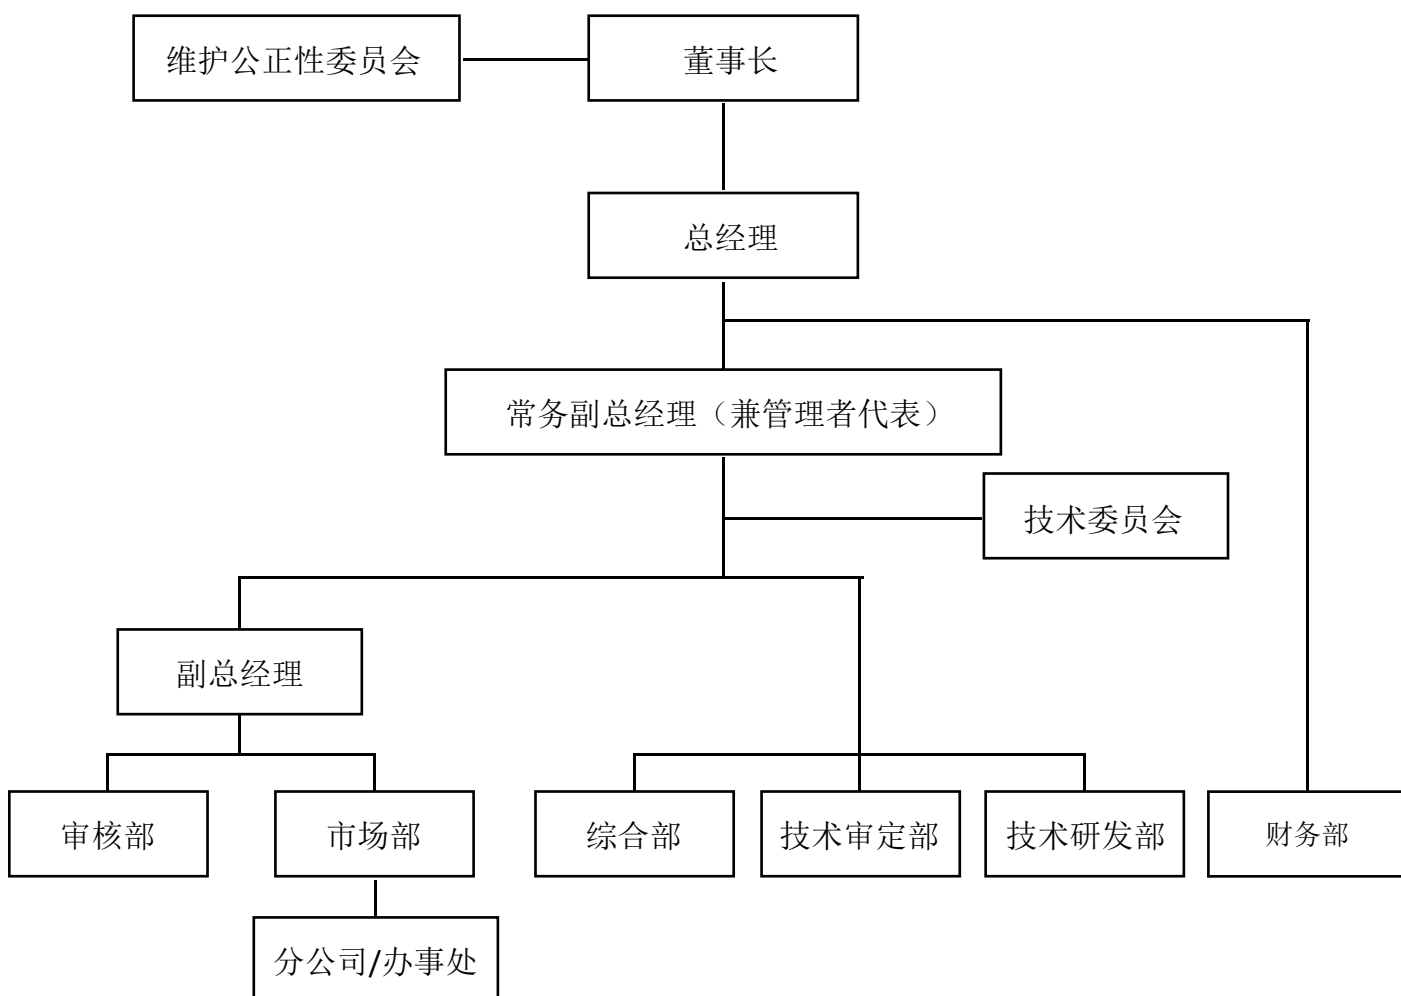 维护公正性委员会
董事长
总经理
常务副总经理（兼管理者代表）
技术委员会
副总经理
审核部
市场部
综合部
技术审定部
技术研发部
财务部
分公司/办事处